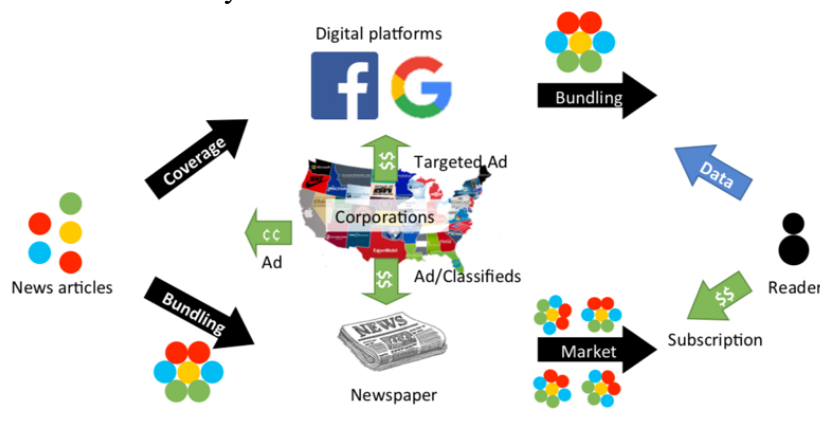 Digital platforms
Bundling
Coverage
$$
Targeted Ad
Data
Corporations
¢¢
Ad
$$
Ad/Classifieds
News articles
Reader
$$
Bundling
NEWS
Market
Subscription
Newspaper